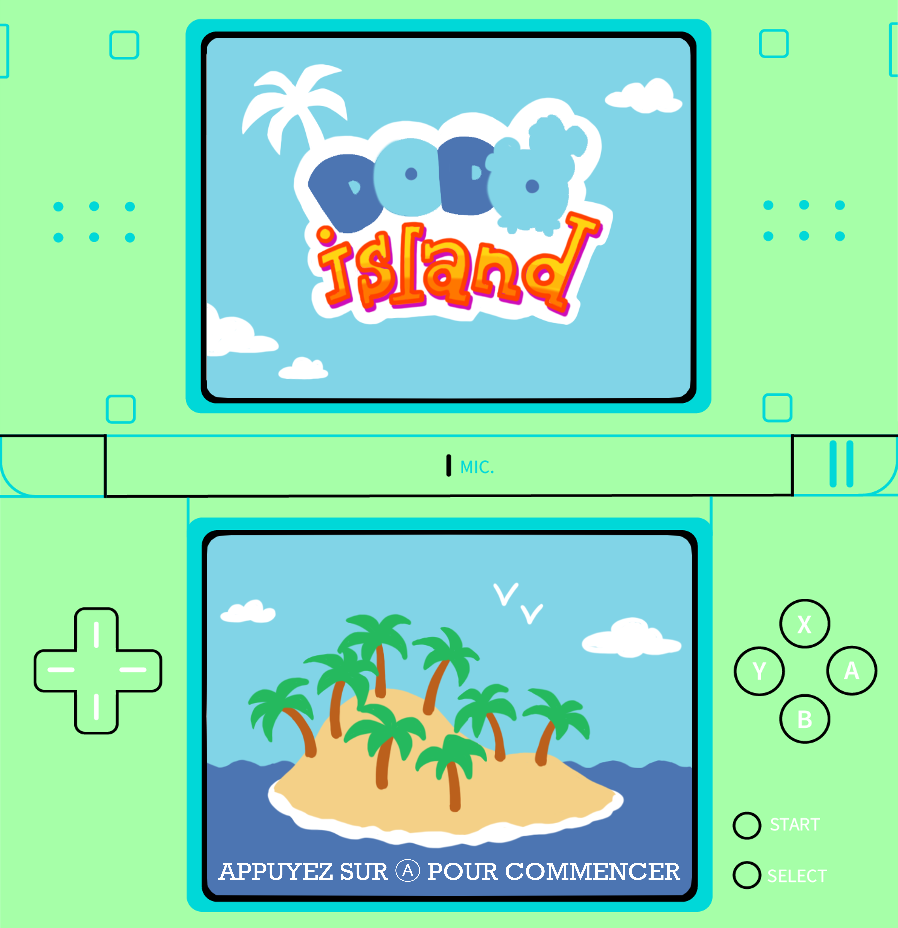 DODO
island
MIC.
APPUYEZ SUR Ⓐ POUR COMMENCER
X
Y
A
B
START
SELECT